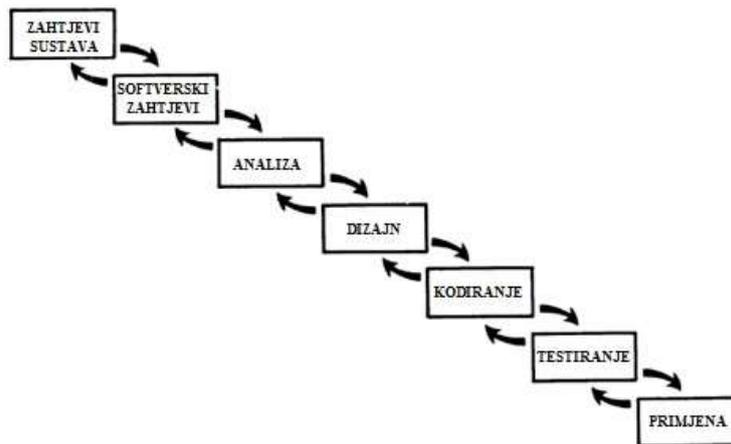 ZAHTJEVI
SUSTAVA
SOFTVERSKI
ZAHTJEVI
ANALIZA
DIZAJN
KODIRANJE
TESTIRANJE
PRIMJENA